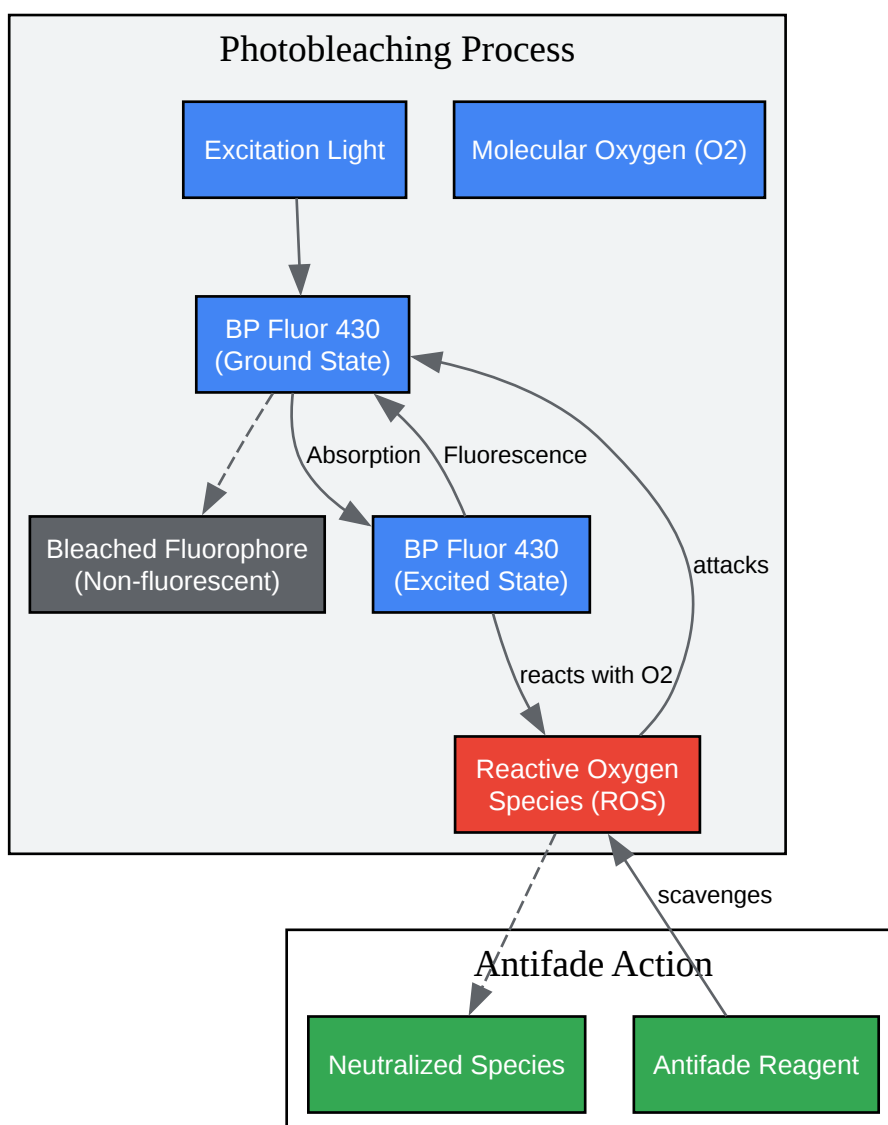 Photobleaching Process
Excitation Light
Molecular Oxygen (O2)
BP Fluor 430
(Ground State)
Absorption
Fluorescence
Bleached Fluorophore
(Non-fluorescent)
BP Fluor 430
(Excited State)
attacks
reacts with O2
Reactive Oxygen
Species (ROS)
scavenges
Antifade Action
Neutralized Species
Antifade Reagent